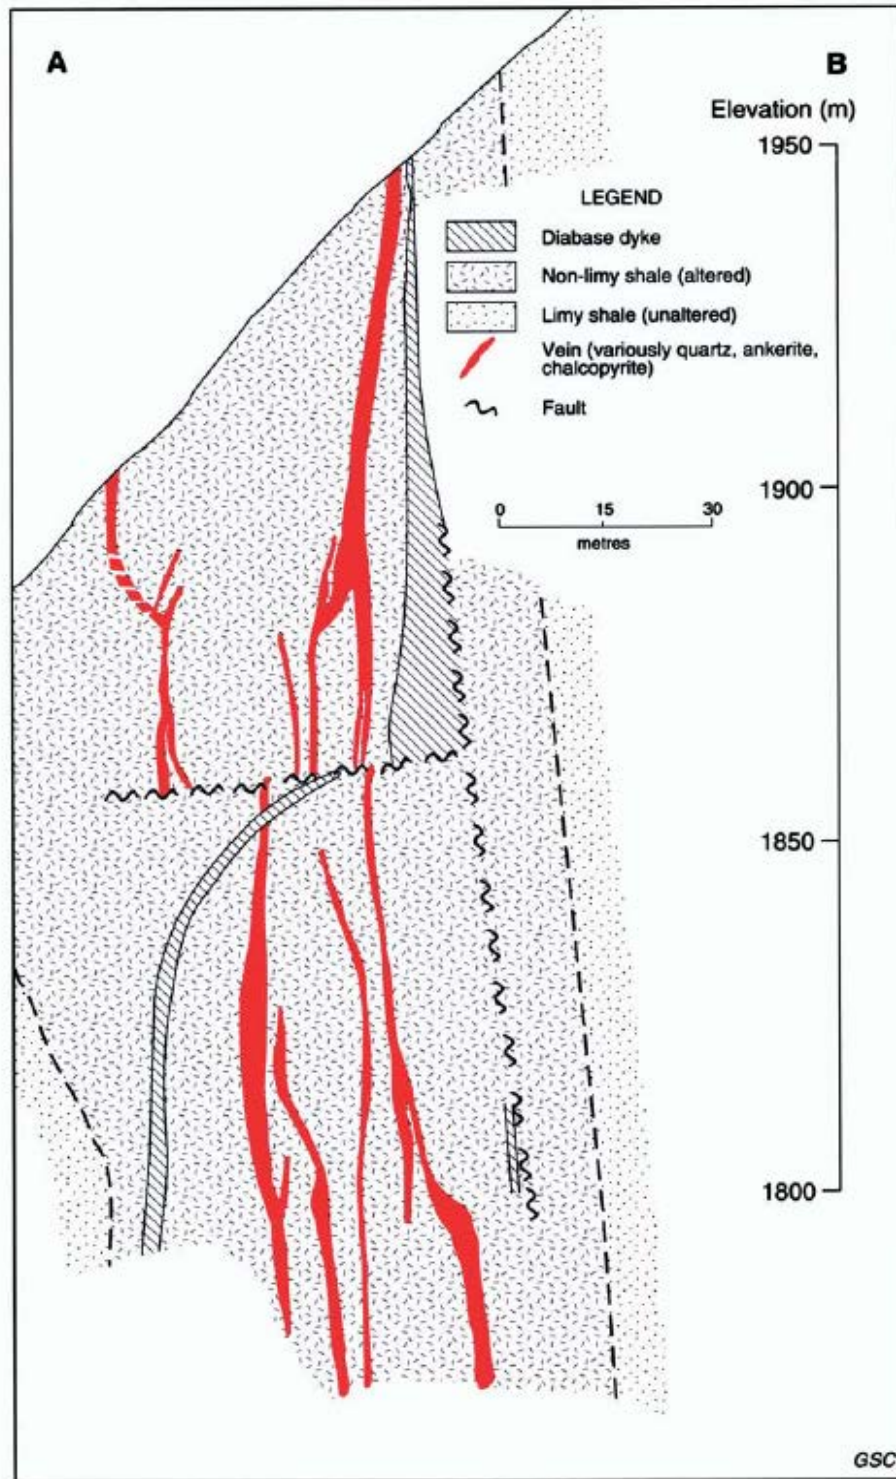 A
B
Elevation (m)
1950
LEGEND
Diabase dyke
Non-limy shale (altered)
Limy shale (unaltered)
Vein (variously quartz, ankerite,
chalcopyrite)
Fault
1900
0 15 30
metres
1850
1800
GSC